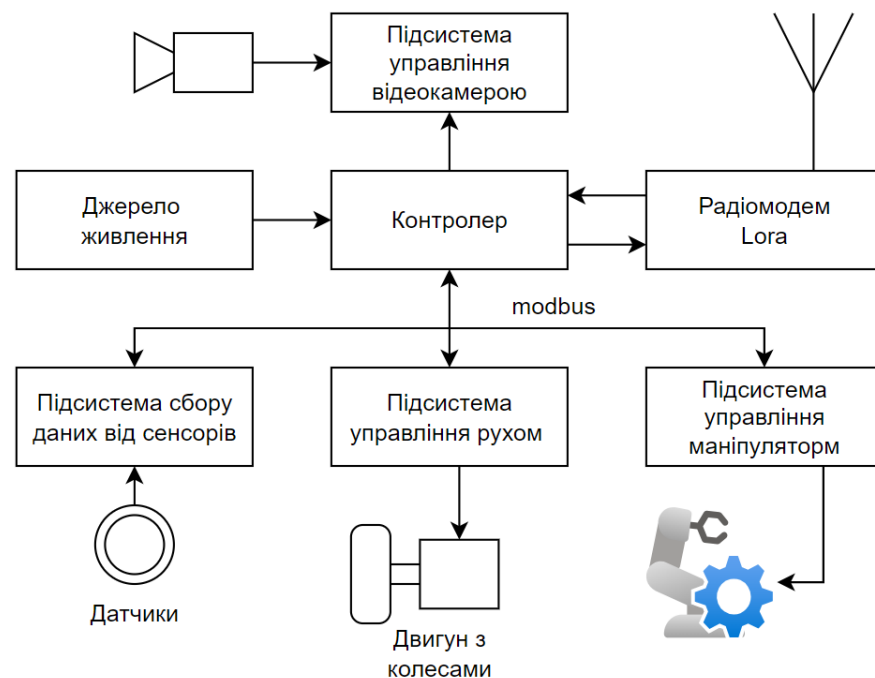 Підсистема
управління
відеокамерою
Джерело
живлення
Контролер
Радіомодем
Lora
modbus
Підсистема сбору
даних від сенсорів
Підсистема
управління рухом
Підсистема
управління
маніпуляторм
Датчики
Двигун з
колесами